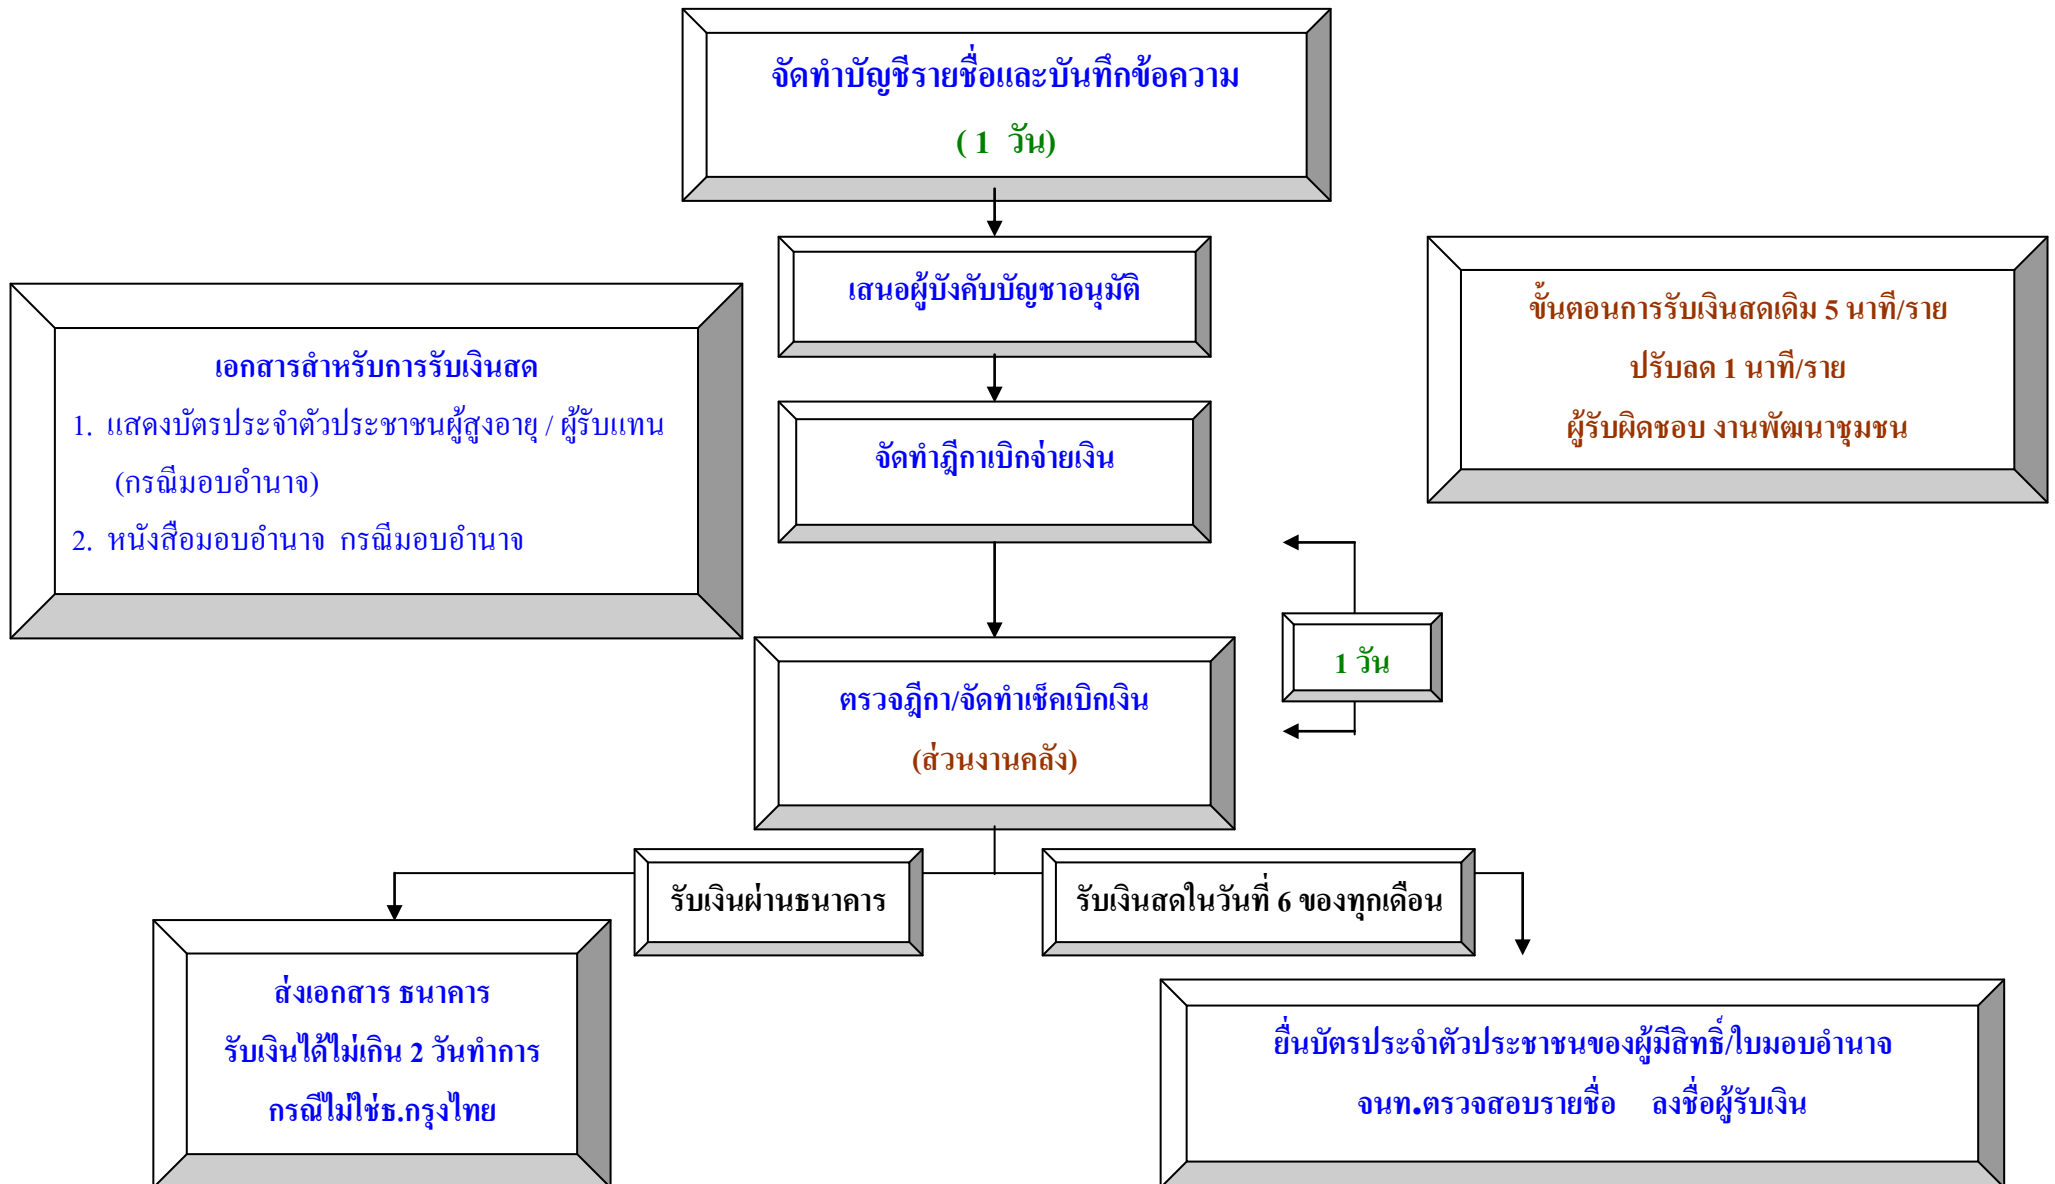 จัดทำบัญชีรายชื่อและบันทึกข้อความ
( 1 วัน)
เสนอผู้บังคับบัญชาอนุมัติ
ขั้นตอนการรับเงินสดเดิม 5 นาที/ราย
ปรับลด 1 นาที/ราย
ผู้รับผิดชอบ งานพัฒนาชุมชน
เอกสารสำหรับการรับเงินสด
1. แสดงบัตรประจำตัวประชาชนผู้สูงอายุ / ผู้รับแทน
(กรณีมอบอำนาจ)
2. หนังสือมอบอำนาจ กรณีมอบอำนาจ
จัดทำฎีกาเบิกจ่ายเงิน
1 วัน
ตรวจฎีกา/จัดทำเช็คเบิกเงิน
(ส่วนงานคลัง)
รับเงินผ่านธนาคาร
รับเงินสดในวันที่ 6 ของทุกเดือน
ส่งเอกสาร ธนาคาร
รับเงินได้ไม่เกิน 2 วันทำการ
กรณีไม่ใช่ธ.กรุงไทย
ยื่นบัตรประจำตัวประชาชนของผู้มีสิทธิ์/ใบมอบอำนาจ
จนท.ตรวจสอบรายชื่อ ลงชื่อผู้รับเงิน